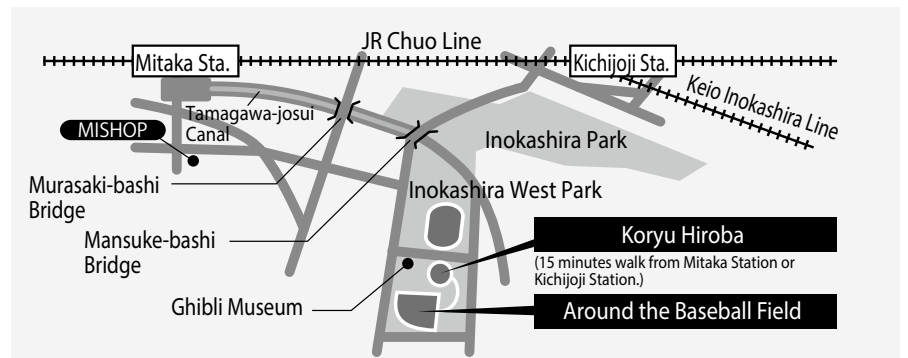 JR Chuo Line
Mitaka Sta.
Kichijoji Sta.
Keio Inokashira Line
Tamagawa-josui
Canal
MISHOP
Inokashira Park
Murasaki-bashi
Bridge
Inokashira West Park
Mansuke-bashi
Bridge
Koryu Hiroba
(15 minutes walk from Mitaka Station or
Kichijoji Station.)
Ghibli Museum
Around the Baseball Field